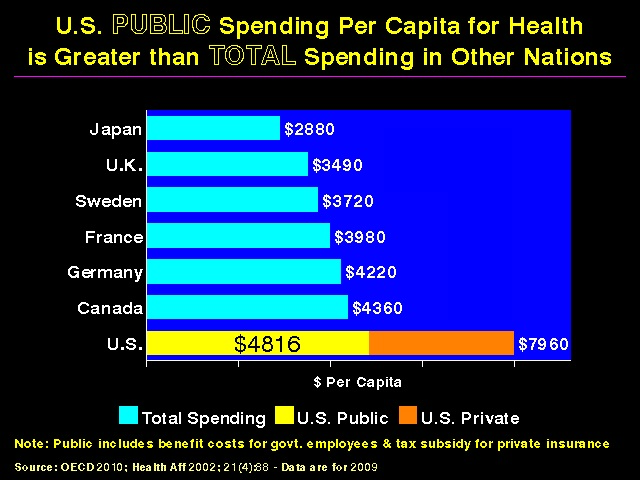 U.S. PUBLIC Spending Per Capita for Health
is Greater than TOTAL Spending in Other Nations
Japan $2880
U.K. $3490
Sweden $3720
France $3980
Germany $4220
Canada $4360
U.S. $4816 $7960
$ Per Capita
Total Spending U.S. Public U.S. Private
Note: Public includes benefit costs for govt. employees & tax subsidy for private insurance
Source: OECD 2010; Health Aff 2002; 21(4):88 - Data are for 2009